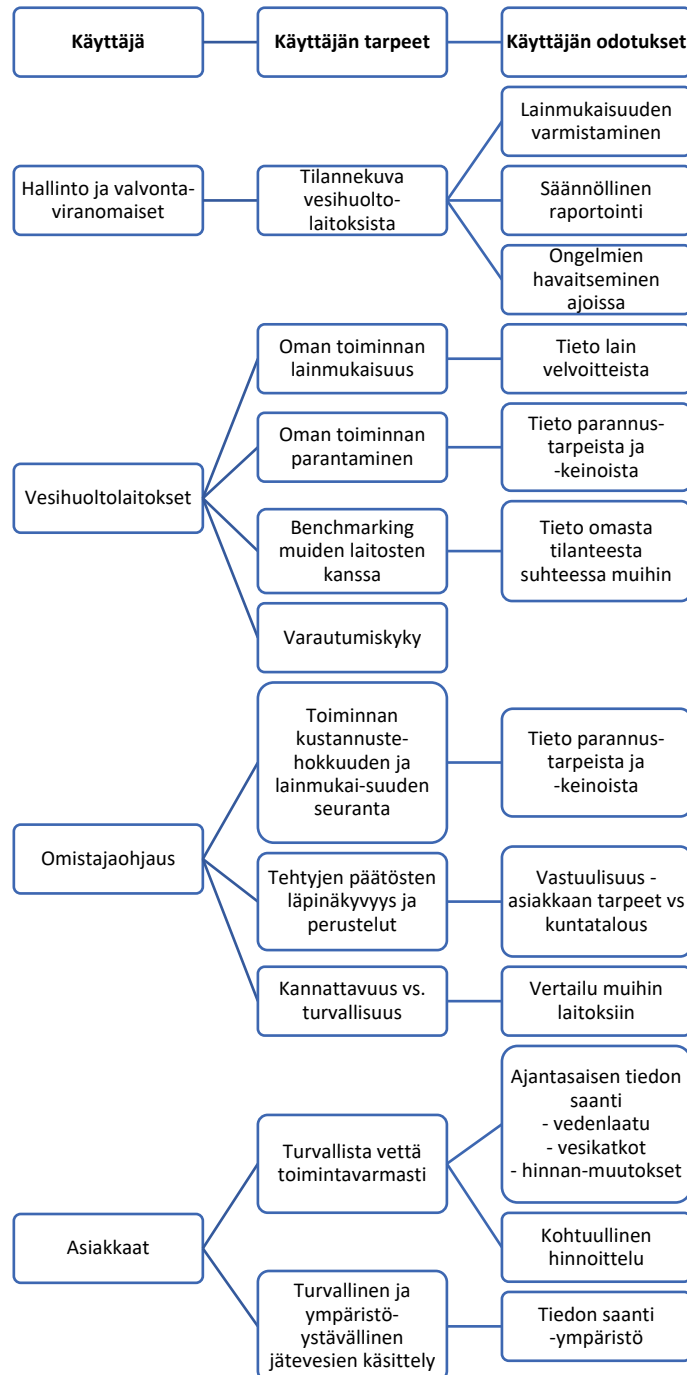 Käyttäjä
Käyttäjän tarpeet
Käyttäjän odotukset
Hallinto ja valvonta-
viranomaiset
Tilannekuva
vesihuolto-
laitoksista
Lainmukaisuuden
varmistaminen
Säännöllinen
raportointi
Ongelmien
havaitseminen
ajoissa
Vesihuoltolaitokset
Oman toiminnan
lainmukaisuus
Tieto lain
velvoitteista
Oman toiminnan
parantaminen
Tieto parannus-
tarpeista ja
-keinoista
Benchmarking
muiden laitosten
kanssa
Tieto omasta
tilanteesta
suhteessa muihin
Varautumiskyky
Omistajaohjaus
Toiminnan
kustannuste-
hokkuuden ja
lainmukai-suuden
seuranta
Tieto parannus-
tarpeista ja
-keinoista
Tehtyjen päätösten
läpinäkyvyys ja
perustelut
Vastuulisuus -
asiakkaan tarpeet vs
kuntatalous
Kannattavuus vs.
turvallisuus
Vertailu muihin
laitoksiin
Asiakkaat
Turvallista vettä
toimintavarmasti
Ajantasaisen tiedon
saanti
- vedenlaatu
- vesikatkot
- hinnan-muutokset
Kohtuullinen
hinnoittelu
Turvallinen ja
ympäristö-
ystävällinen
jätevesien käsittely
Tiedon saanti
-ympäristö